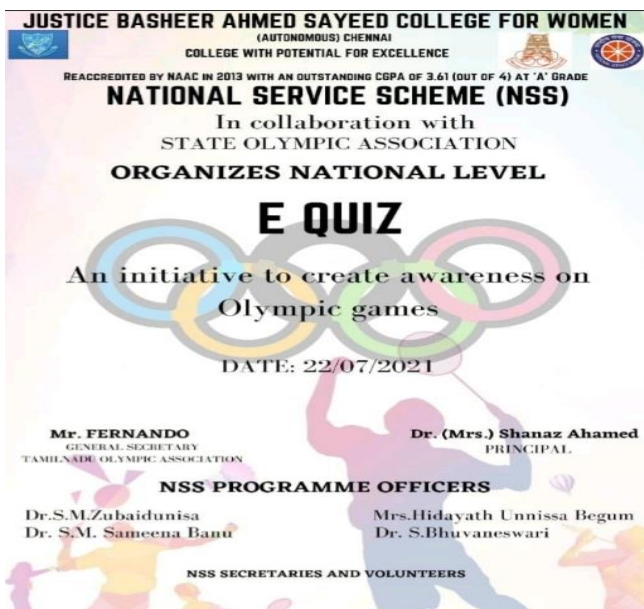 JUSTICE BASHEER AHMED SAYEED COLLEGE FOR WOMEN
(AUTONOMOUS) CHENNAI
COLLEGE WITH POTENTIAL FOR EXCELLENCE
REACCREDITED BY NAAC IN 2013 WITH AN OUTSTANDING CGPA OF 3.61 (OUT OF 4) AT 'A' GRADE
NATIONAL SERVICE SCHEME (NSS)
In collaboration with
STATE OLYMPIC ASSOCIATION
ORGANIZES NATIONAL LEVEL
E QUIZ
An initiative to create awareness on
Olympic games
DATE: 22/07/2021
Mr. FERNANDO
GENERAL SECRETARY
TAMILNADU OLYMPIC ASSOCIATION
Dr. (Mrs.) Shanaz Ahamed
PRINCIPAL
NSS PROGRAMME OFFICERS
Dr.S.M.Zubaidunisa
Mrs.Hidayath Unnissa Begum
Dr. S.M. Sameena Banu
Dr. S.Bhuvaneswari
NSS SECRETARIES AND VOLUNTEERS